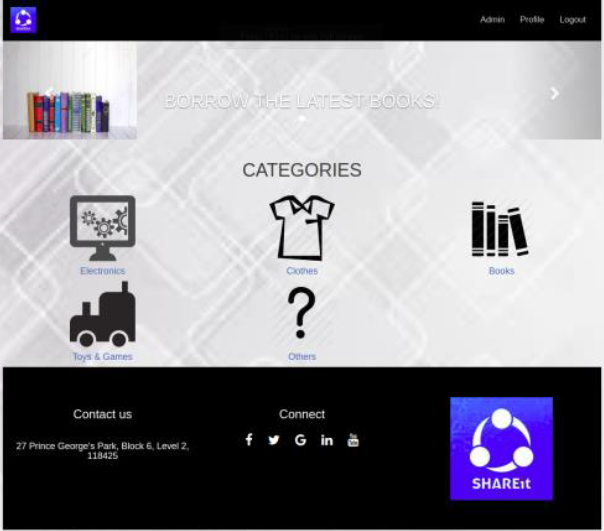 SHAREit
Admin Profile Logout
BORROW THE LATEST BOOKS!
CATEGORIES
Electronics
Clothes
Books
Toys & Games
Others
Contact us
27 Prince George's Park, Block 6, Level 2,
118425
Connect
SHAREıt